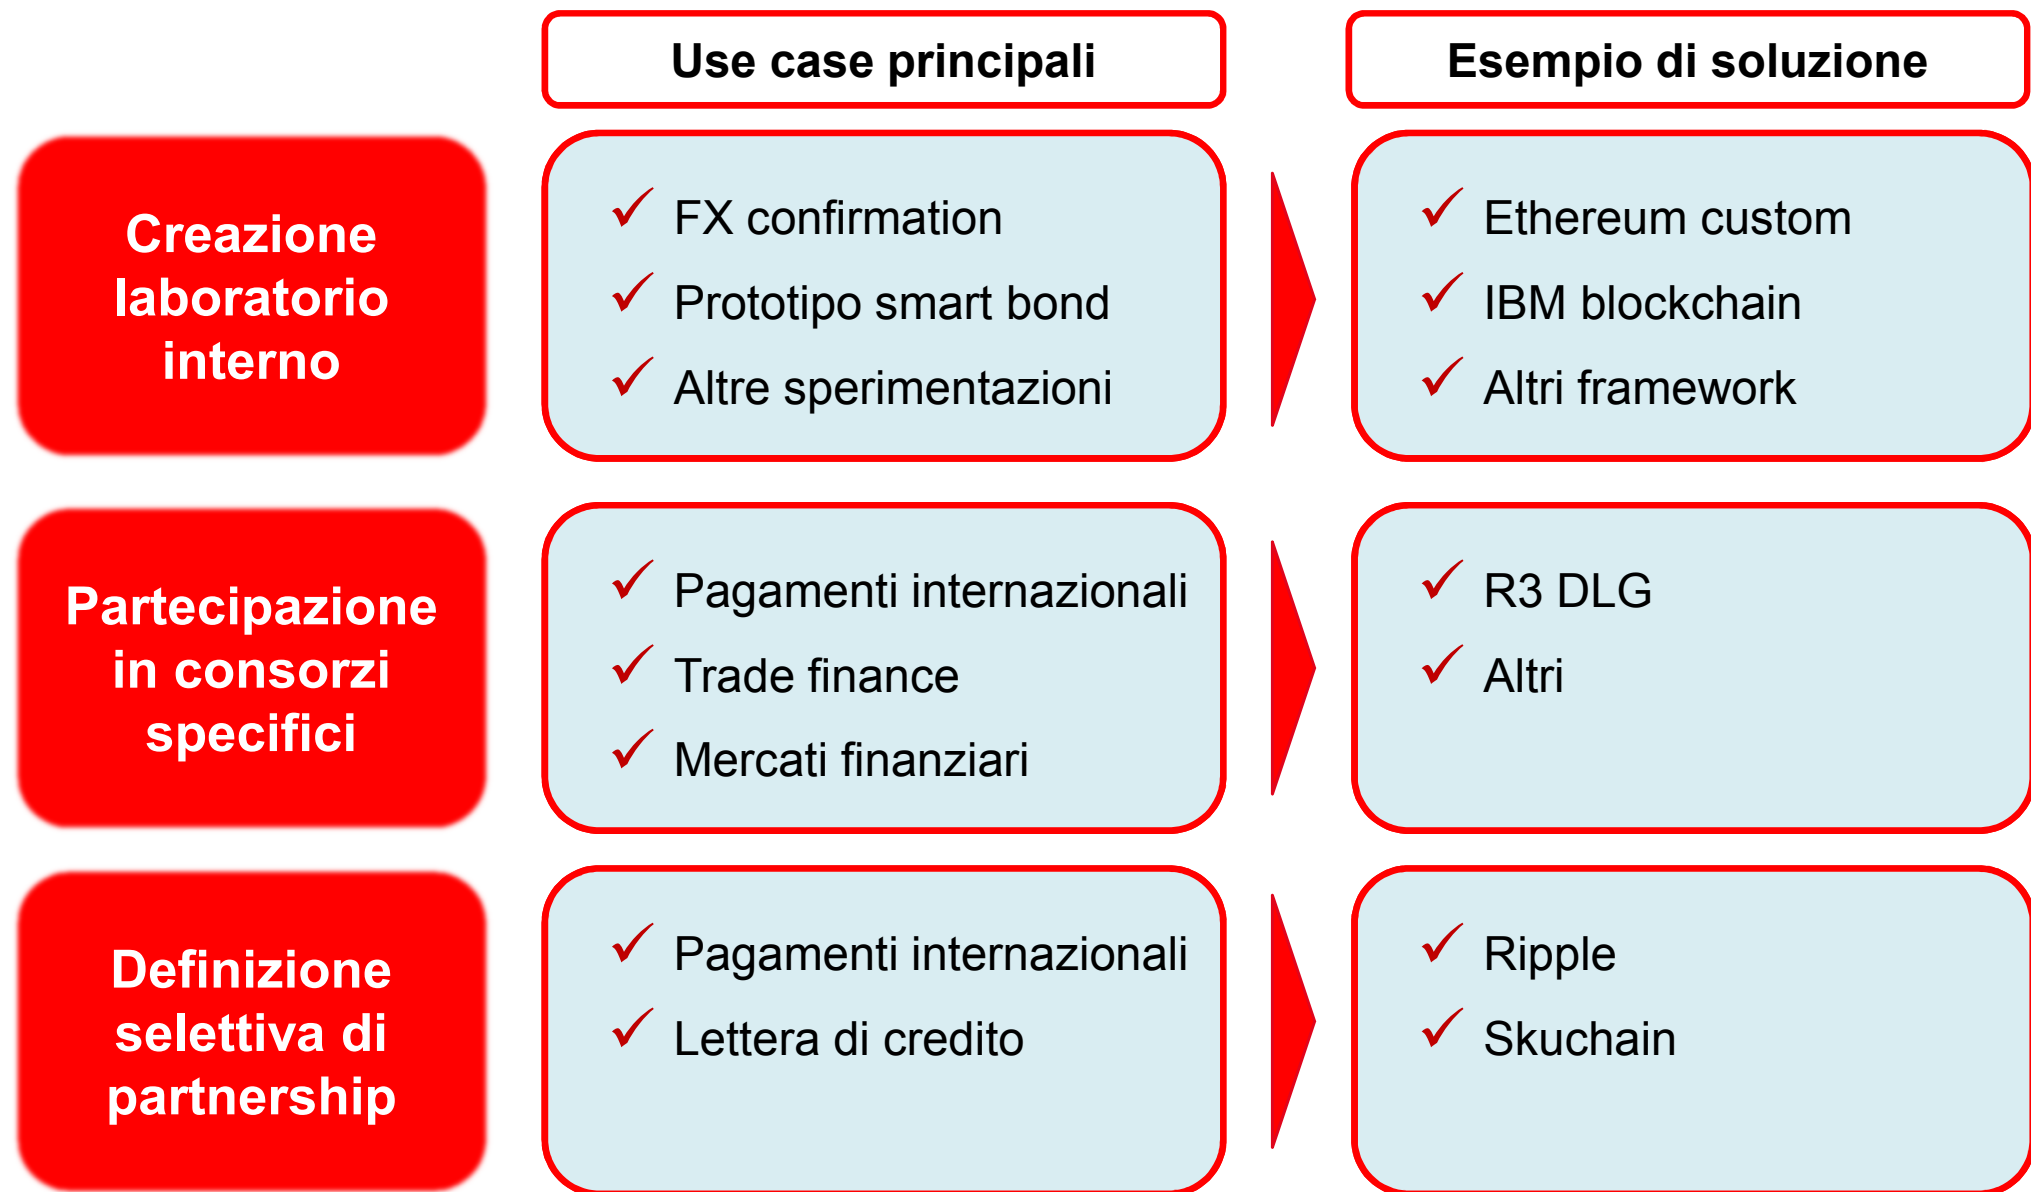 Use case principali
Esempio di soluzione
Creazione
laboratorio
interno
FX confirmation
Prototipo smart bond
Altre sperimentazioni
Ethereum custom
IBM blockchain
Altri framework
Partecipazione
in consorzi
specifici
Pagamenti internazionali
Trade finance
Mercati finanziari
R3 DLG
Altri
Definizione
selettiva di
partnership
Pagamenti internazionali
Lettera di credito
Ripple
Skuchain